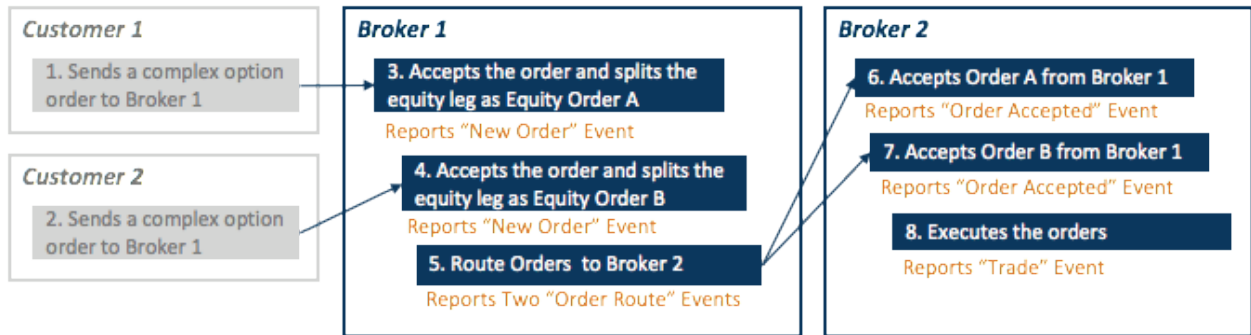 Customer 1
1. Sends a complex option
order to Broker 1
Customer 2
2. Sends a complex option
order to Broker 1
Broker 1
3. Accepts the order and splits the
equity leg as Equity Order A
Reports "New Order" Event
4. Accepts the order and splits the
equity leg as Equity Order B
Reports "New Order" Event
5. Route Orders to Broker 2
Reports Two "Order Route" Events
Broker 2
6. Accepts Order A from Broker 1
Reports "Order Accepted" Event
7. Accepts Order B from Broker 1
Reports "Order Accepted" Event
8. Executes the orders
Reports "Trade" Event